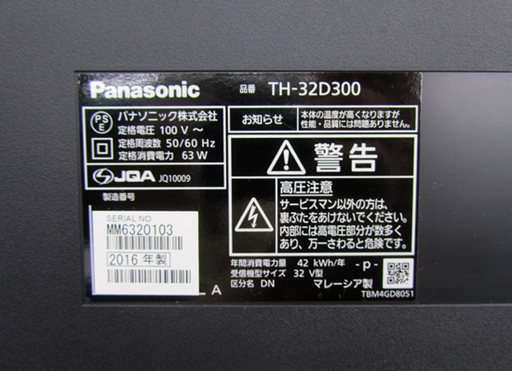 Panasonic
品番 TH-32D300
PS
E
パナソニック株式会社
定格電圧 100 V ～
定格周波数 50/60 Hz
定格消費電力 63 W
JQA JQ10009
製造番号
SERIAL NO.
MM6320103
2016 年製
A
お知らせ
本体の温度が高くなりますが
性能・品質には問題ありません。
警告
高圧注意
サービスマン以外の方は、
裏ぶたをあけないでください。
内部には高電圧部分が数多く
あり、万一さわると危険です。
年間消費電力量 42 kWh/年
受信機型サイズ 32 V型
区分名 DN
-p-
マレーシア製
TBM4GD8051